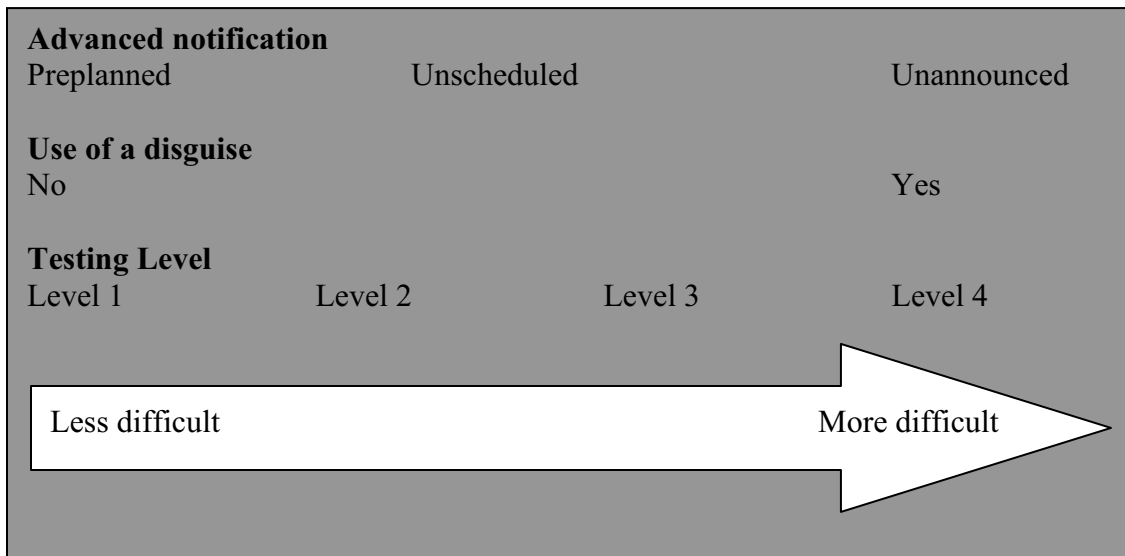 Advanced notification
Preplanned Unscheduled Unannounced
Use of a disguise
No Yes
Testing Level
Level 1 Level 2 Level 3 Level 4
Less difficult More difficult